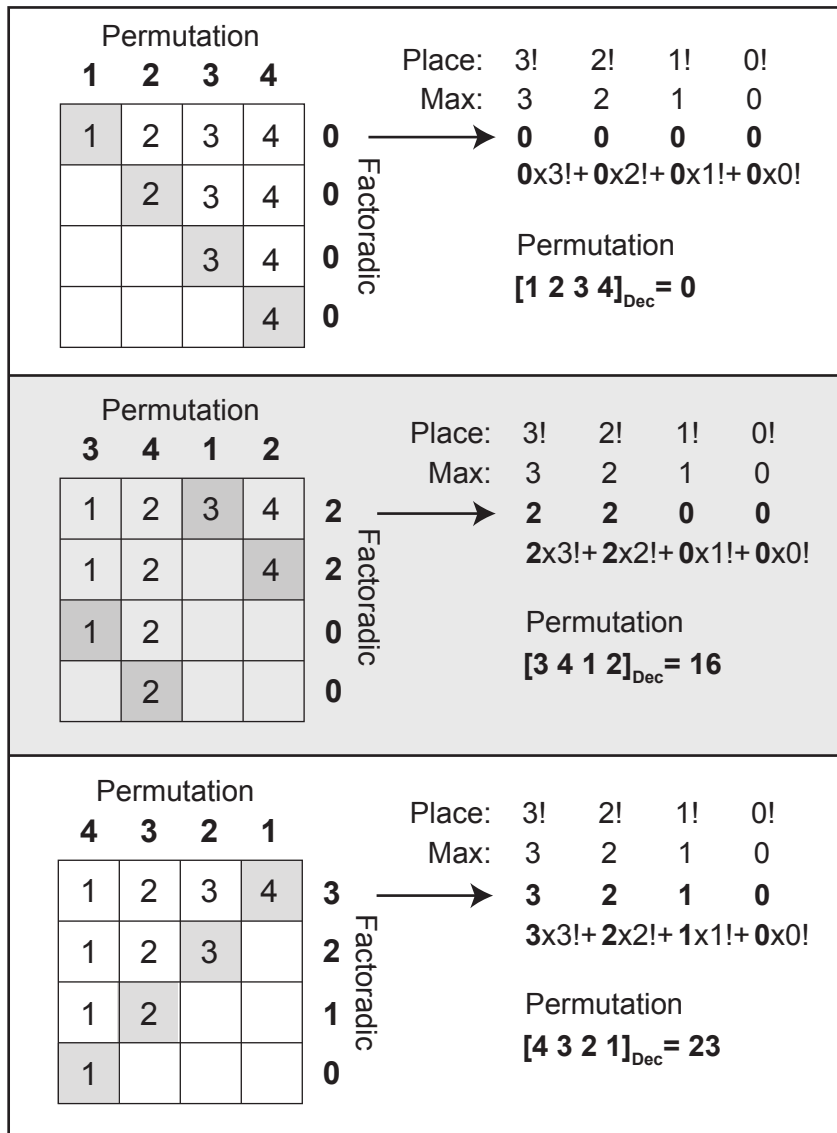 Permutation
1 2 3 4
1 2 3 4 0
2 3 4 0
3 4 0
4 0
Factoradic
Place: 3! 2! 1! 0!
Max: 3 2 1 0
0 0 0 0
0x3!+0x2!+0x1!+0x0!
Permutation
[1 2 3 4]Dec= 0
Permutation
3 4 1 2
1 2 3 4 2
1 2 4 2
1 2 0
2 0
Factoradic
Place: 3! 2! 1! 0!
Max: 3 2 1 0
2 2 0 0
2x3!+2x2!+0x1!+0x0!
Permutation
[3 4 1 2]Dec= 16
Permutation
4 3 2 1
1 2 3 4 3
1 2 3 2
1 2 1
1 0
Factoradic
Place: 3! 2! 1! 0!
Max: 3 2 1 0
3 2 1 0
3x3!+2x2!+1x1!+0x0!
Permutation
[4 3 2 1]Dec= 23